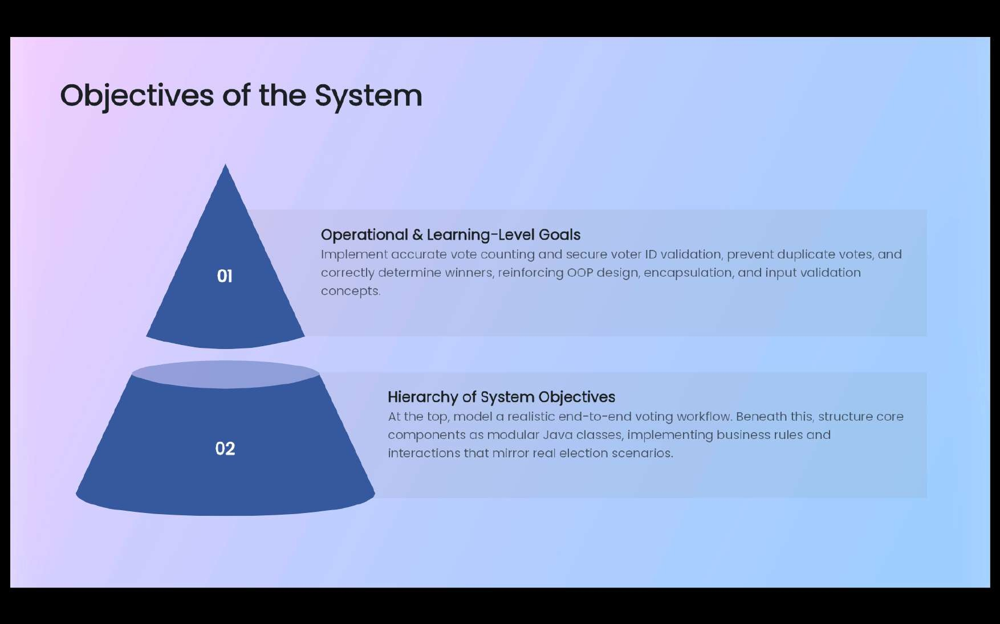 Objectives of the System
01
Operational & Learning-Level Goals
Implement accurate vote counting and secure voter ID validation, prevent duplicate votes, and
correctly determine winners, reinforcing OOP design, encapsulation, and input validation
concepts.
02
Hierarchy of System Objectives
At the top, model a realistic end-to-end voting workflow. Beneath this, structure core
components as modular Java classes, implementing business rules and
interactions that mirror real election scenarios.